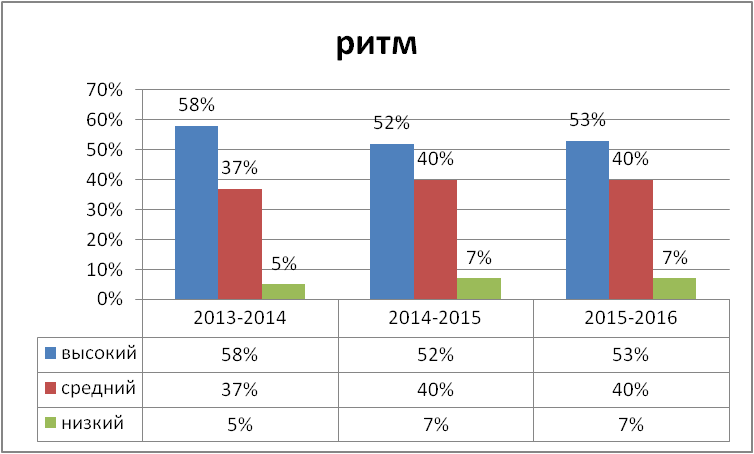 ритм
70%
60%
50%
40%
30%
20%
10%
0%
58% 37% 5%
52% 40% 7%
53% 40% 7%
2013-2014 2014-2015 2015-2016
высокий 58% 52% 53%
средний 37% 40% 40%
низкий 5% 7% 7%